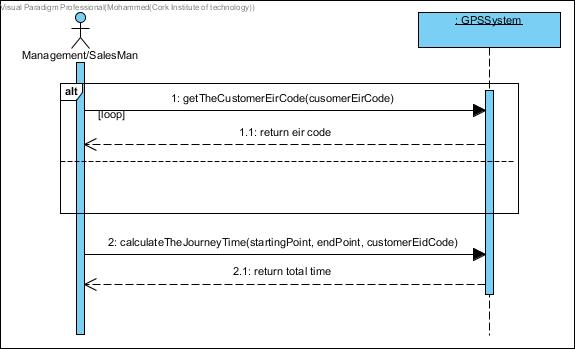 Visual Paradigm Professional(Mohammed(Cork Institute of technology))
: GPSSystem
Management/SalesMan
alt
1: getTheCustomerEirCode(cusomerEirCode)
[loop]
1.1: return eir code
2: calculateTheJourneyTime(startingPoint, endPoint, customerEidCode)
2.1: return total time